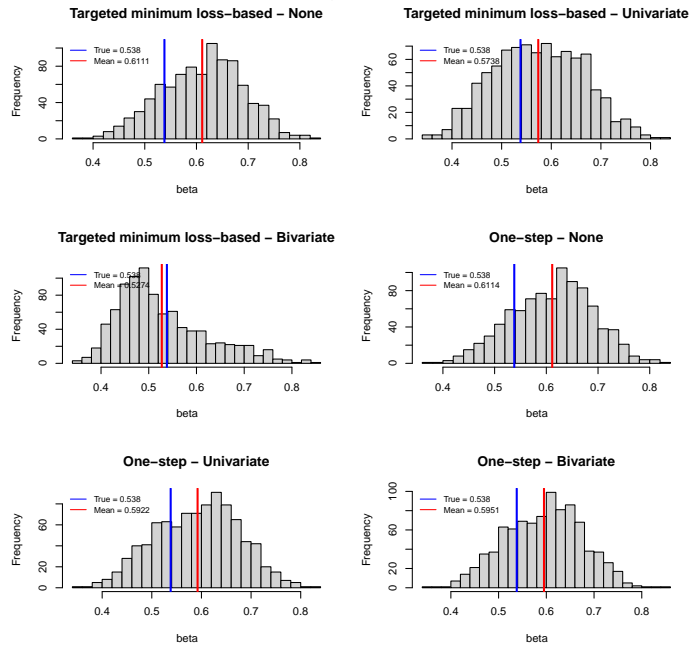 Targeted minimum loss−based − None
True = 0.538
Mean = 0.6111
Frequency
0 40 80
0.4 0.5 0.6 0.7 0.8
beta
Targeted minimum loss−based − Univariate
True = 0.538
Mean = 0.5738
Frequency
0 20 40 60
0.4 0.5 0.6 0.7 0.8
beta
Targeted minimum loss−based − Bivariate
True = 0.538
Mean = 0.5274
Frequency
0 40 80
0.4 0.5 0.6 0.7 0.8
beta
One−step − None
True = 0.538
Mean = 0.6114
Frequency
0 40 80
0.4 0.5 0.6 0.7 0.8
beta
One−step − Univariate
True = 0.538
Mean = 0.5922
Frequency
0 20 60
0.4 0.5 0.6 0.7 0.8
beta
One−step − Bivariate
True = 0.538
Mean = 0.5951
Frequency
0 20 40 60 80 100
0.4 0.5 0.6 0.7 0.8
beta